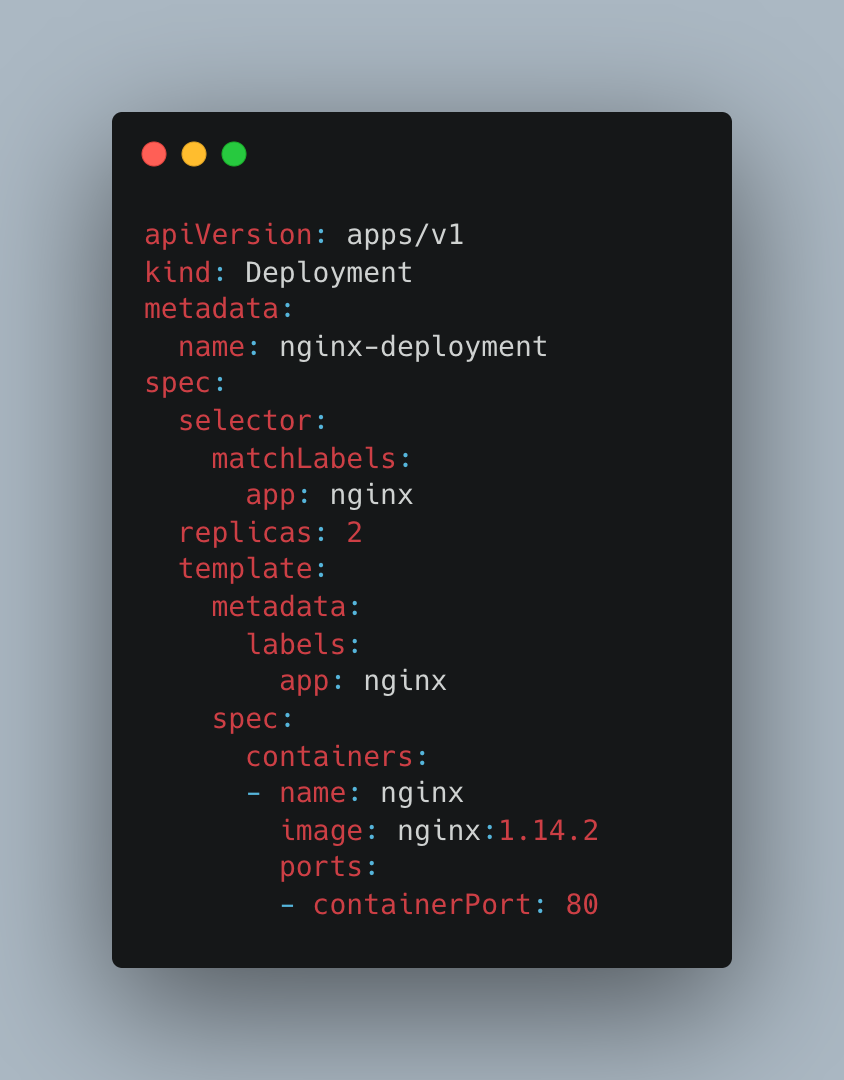 apiVersion: apps/v1
kind: Deployment
metadata:
  name: nginx-deployment
spec:
  selector:
    matchLabels:
      app: nginx
  replicas: 2
  template:
    metadata:
      labels:
        app: nginx
    spec:
      containers:
      - name: nginx
        image: nginx:1.14.2
        ports:
        - containerPort: 80